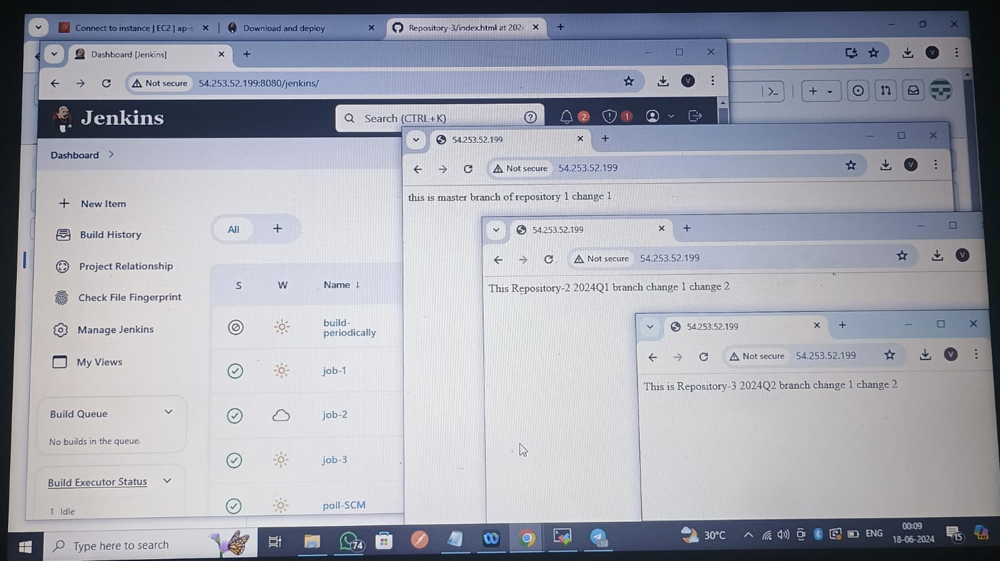 Connect to instance | EC2 | ap-s
Download and deploy
Repository-3/index.html at 2024
Dashboard [Jenkins]
Not secure
54.253.52.199:8080/jenkins/
V
V
Jenkins
Search (CTRL+K)
2
1
Dashboard
New Item
Build History
Project Relationship
Check File Fingerprint
Manage Jenkins
My Views
Build Queue
No builds in the queue.
Build Executor Status
1 Idle
All
S W Name ↓
build-
periodically
job-1
job-2
job-3
poll-SCM
54.253.52.199
Not secure
54.253.52.199
V
this is master branch of repository 1 change 1
54.253.52.199
Not secure
54.253.52.199
V
This Repository-2 2024Q1 branch change 1 change 2
54.253.52.199
Not secure
54.253.52.199
V
This is Repository-3 2024Q2 branch change 1 change 2
Type here to search
74
59
30°C
ENG
00:09
18-06-2024
15